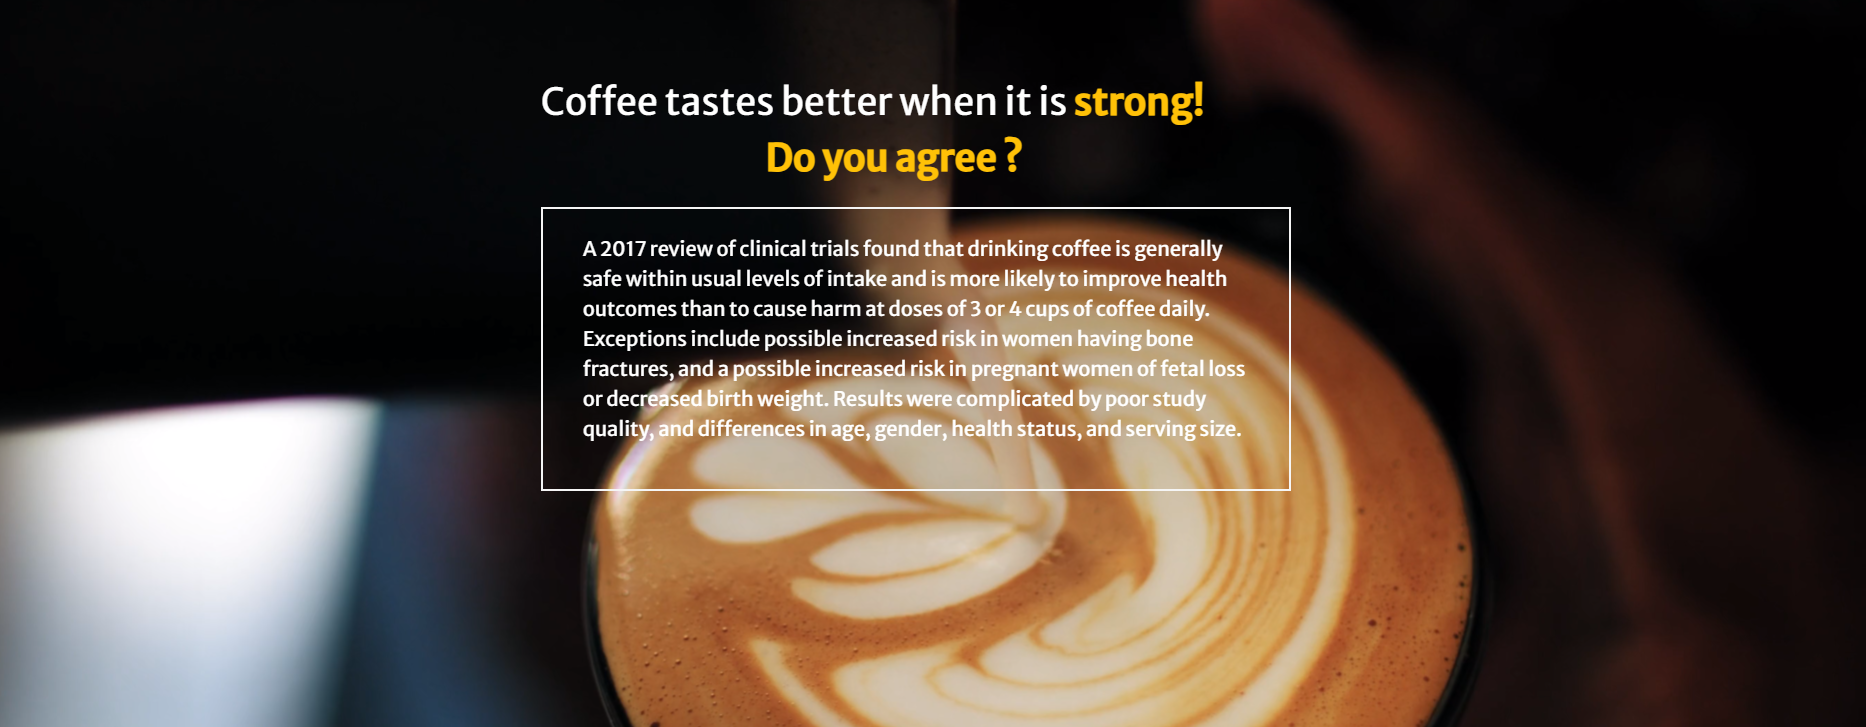 Coffee tastes better when it is strong!
Do you agree ?
A 2017 review of clinical trials found that drinking coffee is generally
safe within usual levels of intake and is more likely to improve health
outcomes than to cause harm at doses of 3 or 4 cups of coffee daily.
Exceptions include possible increased risk in women having bone
fractures, and a possible increased risk in pregnant women of fetal loss
or decreased birth weight. Results were complicated by poor study
quality, and differences in age, gender, health status, and serving size.